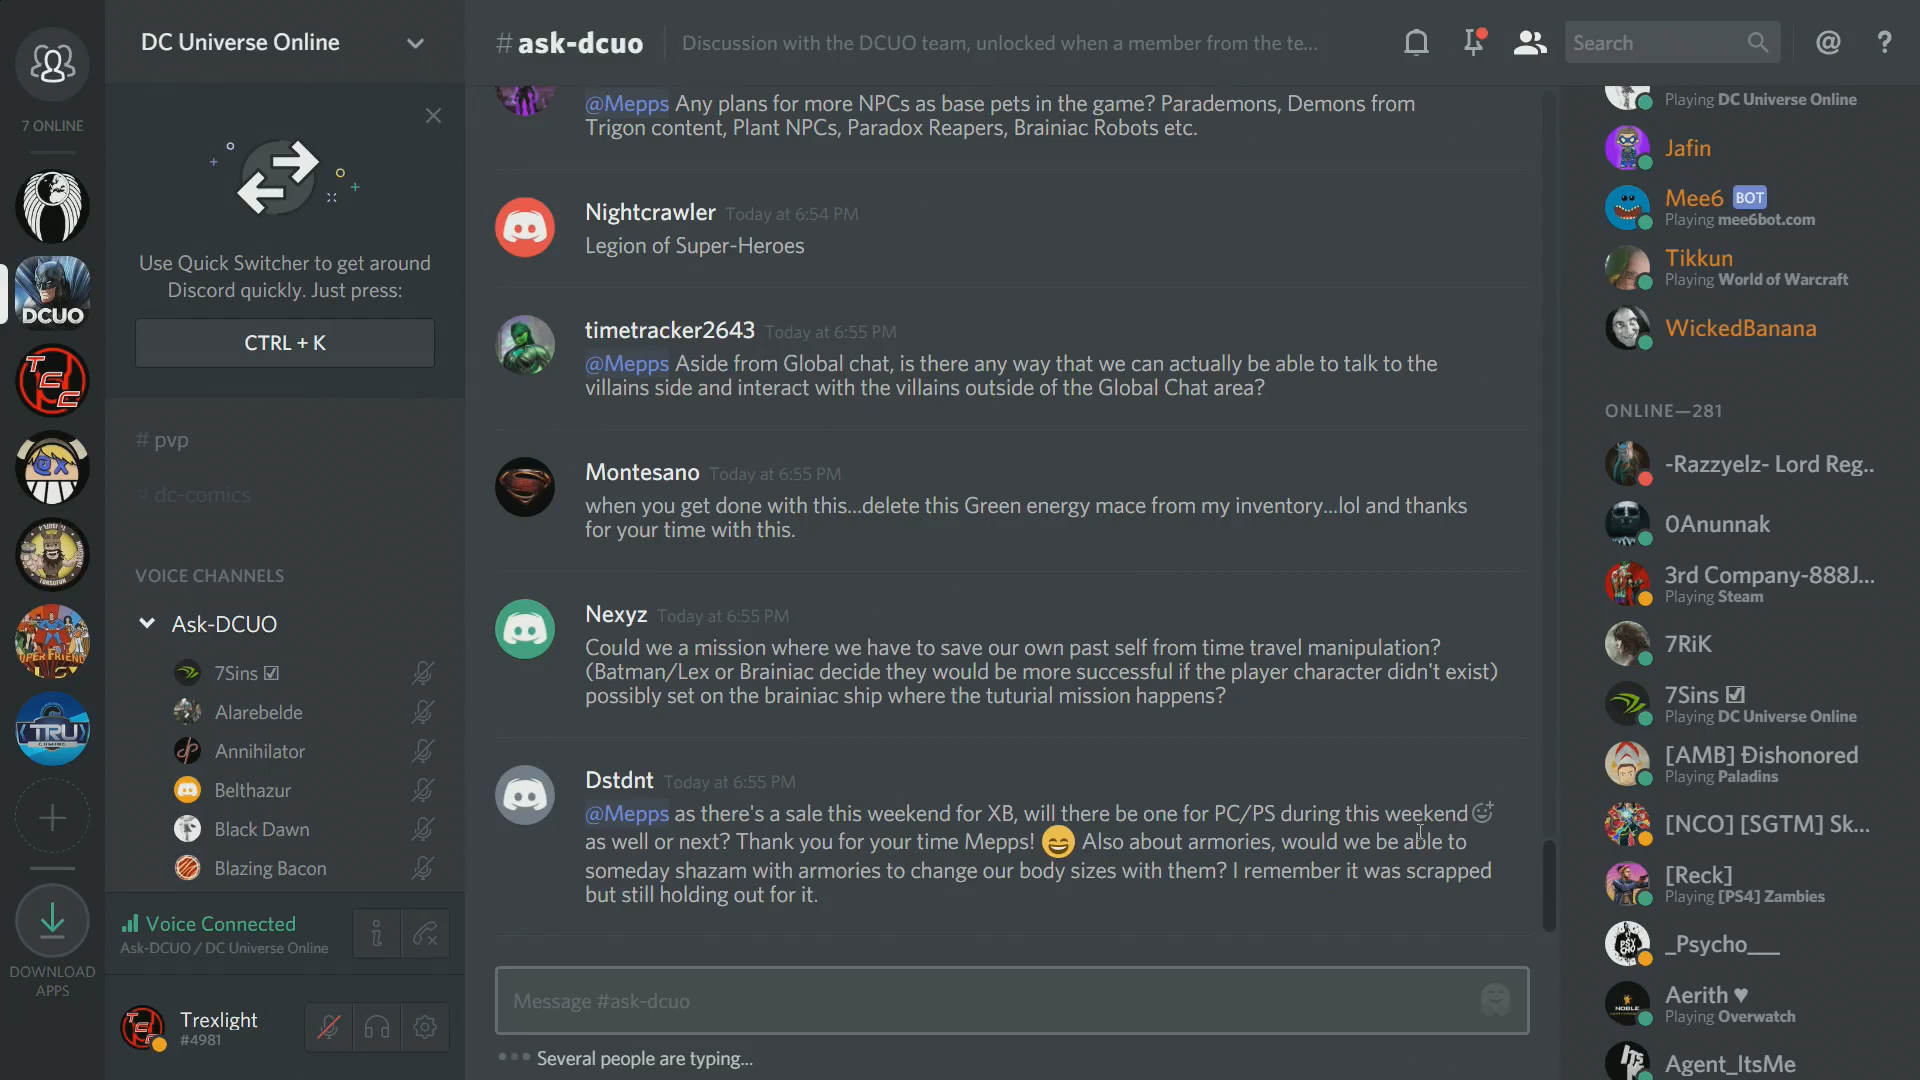 7 ONLINE
DCUO
TCC
TRU
GAMING
DOWNLOAD
APPS
DC Universe Online
Use Quick Switcher to get around
Discord quickly. Just press:
CTRL + K
# pvp
# dc-comics
VOICE CHANNELS
Ask-DCUO
7Sins ☑
Alarebelde
Annihilator
Belthazur
Black Dawn
Blazing Bacon
Voice Connected
Ask-DCUO / DC Universe Online
Trexlight
#4981
# ask-dcuo
Discussion with the DCUO team, unlocked when a member from the te...
Search
@Mepps Any plans for more NPCs as base pets in the game? Parademons, Demons from
Trigon content, Plant NPCs, Paradox Reapers, Brainiac Robots etc.
Nightcrawler Today at 6:54 PM
Legion of Super-Heroes
timetracker2643 Today at 6:55 PM
@Mepps Aside from Global chat, is there any way that we can actually be able to talk to the
villains side and interact with the villains outside of the Global Chat area?
Montesano Today at 6:55 PM
when you get done with this...delete this Green energy mace from my inventory...lol and thanks
for your time with this.
Nexyz Today at 6:55 PM
Could we a mission where we have to save our own past self from time travel manipulation?
(Batman/Lex or Brainiac decide they would be more successful if the player character didn't exist)
possibly set on the brainiac ship where the tuturial mission happens?
Dstdnt Today at 6:55 PM
@Mepps as there's a sale this weekend for XB, will there be one for PC/PS during this weekend
as well or next? Thank you for your time Mepps! 😄 Also about armories, would we be able to
someday shazam with armories to change our body sizes with them? I remember it was scrapped
but still holding out for it.
Message #ask-dcuo
Several people are typing...
Playing DC Universe Online
Jafin
Mee6 BOT
Playing mee6bot.com
Tikkun
Playing World of Warcraft
WickedBanana
ONLINE—281
-Razzyelz- Lord Reg..
0Anunnak
3rd Company-888J...
Playing Steam
7RiK
7Sins ☑
Playing DC Universe Online
[AMB] Đishonored
Playing Paladins
[NCO] [SGTM] Sk...
[Reck]
Playing [PS4] Zambies
_Psycho___
Aerith ♥
Playing Overwatch
Agent_ItsMe